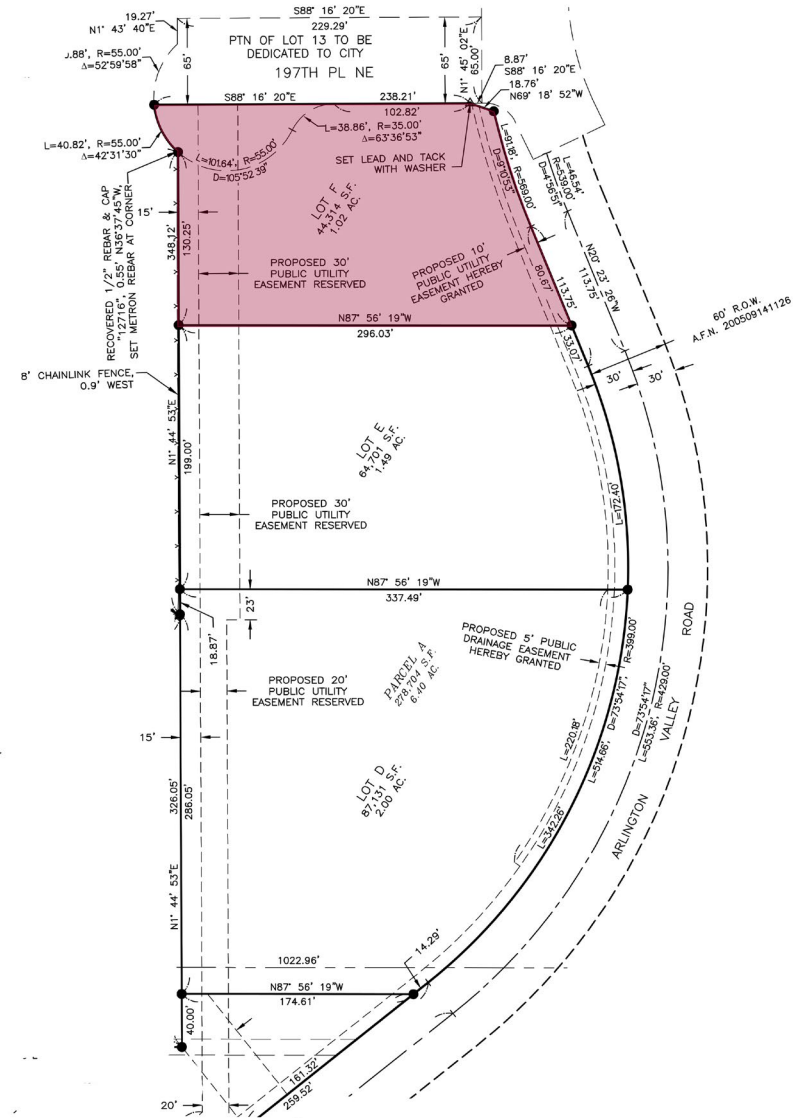 19.27'
N1° 43' 40"E
S88° 16' 20"E
229.29'
PTN OF LOT 13 TO BE
DEDICATED TO CITY
197TH PL NE
65'
65'
N1° 45' 02"E
65.00'
8.87'
S88° 16' 20"E
18.76'
N69° 18' 52"W
J.88', R=55.00'
Δ=52°59'58"
S88° 16' 20"E
238.21'
102.82'
L=38.86', R=35.00'
Δ=63°36'53"
L=40.82', R=55.00'
Δ=42°31'30"
L=101.64', R=55.00'
D=105°52'39"
SET LEAD AND TACK
WITH WASHER
L=91.18', R=569.00'
D=9°10'53"
L=46.54'
R=539.00'
D=4°56'51"
RECOVERED 1/2" REBAR & CAP
"12716", 0.55' N36°37'45"W,
SET METRON REBAR AT CORNER
15'
348.12'
130.25'
LOT F
44,314 S.F.
1.02 AC.
PROPOSED 30'
PUBLIC UTILITY
EASEMENT RESERVED
PROPOSED 10'
PUBLIC UTILITY
EASEMENT HEREBY
GRANTED
80.67'
113.75'
N20° 23' 26"W
113.75'
60' R.O.W.
A.F.N. 200509141126
N87° 56' 19"W
296.03'
33.07'
30'
30'
8' CHAINLINK FENCE,
0.9' WEST
N1° 44' 53"E
199.00'
LOT E
64,701 S.F.
1.49 AC.
L=172.40'
PROPOSED 30'
PUBLIC UTILITY
EASEMENT RESERVED
N87° 56' 19"W
337.49'
23'
18.87'
PROPOSED 5' PUBLIC
DRAINAGE EASEMENT
HEREBY GRANTED
PARCEL A
278,704 S.F.
6.40 AC.
PROPOSED 20'
PUBLIC UTILITY
EASEMENT RESERVED
15'
L=514.66', D=73°54'17" R=399.00'
D=73°54'17"
L=553.36', R=429.00'
ARLINGTON VALLEY ROAD
L=220.18'
L=342.26'
326.05'
286.05'
LOT D
87,131 S.F.
2.00 AC.
N1° 44' 53"E
14.29'
1022.96'
N87° 56' 19"W
174.61'
40.00'
161.32'
259.52'
20'